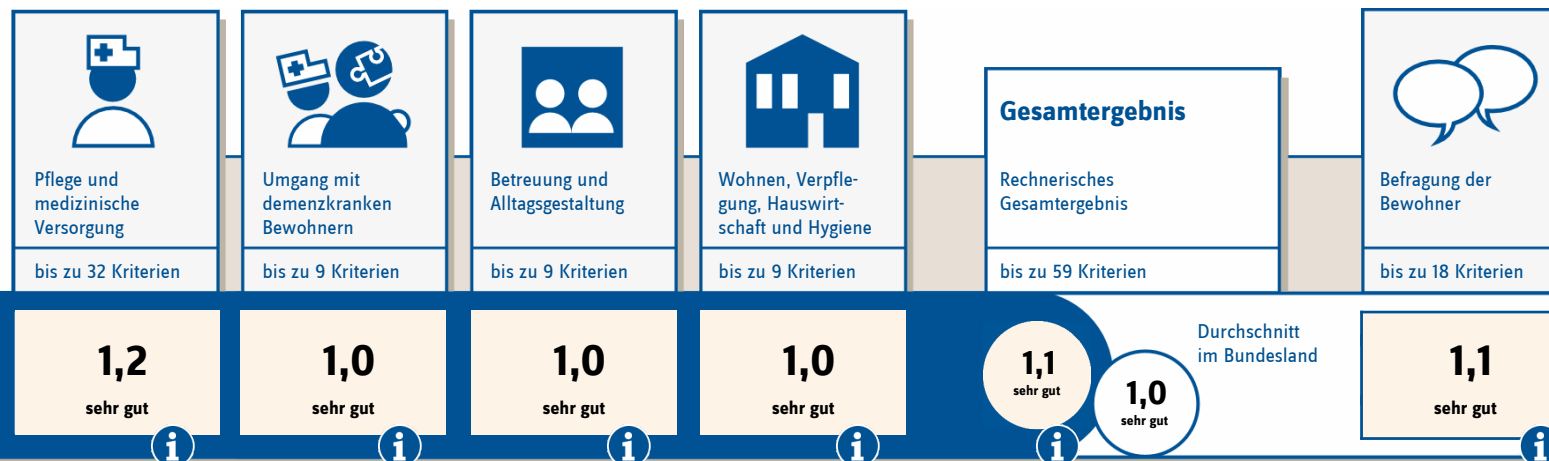 Pflege und
medizinische
Versorgung
bis zu 32 Kriterien
1,2
sehr gut
i
Umgang mit
demenzkranken
Bewohnern
bis zu 9 Kriterien
1,0
sehr gut
i
Betreuung und
Alltagsgestaltung
bis zu 9 Kriterien
1,0
sehr gut
i
Wohnen, Verpfle-
gung, Hauswirt-
schaft und Hygiene
bis zu 9 Kriterien
1,0
sehr gut
i
Gesamtergebnis
Rechnerisches
Gesamtergebnis
bis zu 59 Kriterien
1,1
sehr gut
i
1,0
sehr gut
Durchschnitt
im Bundesland
Befragung der
Bewohner
bis zu 18 Kriterien
1,1
sehr gut
i